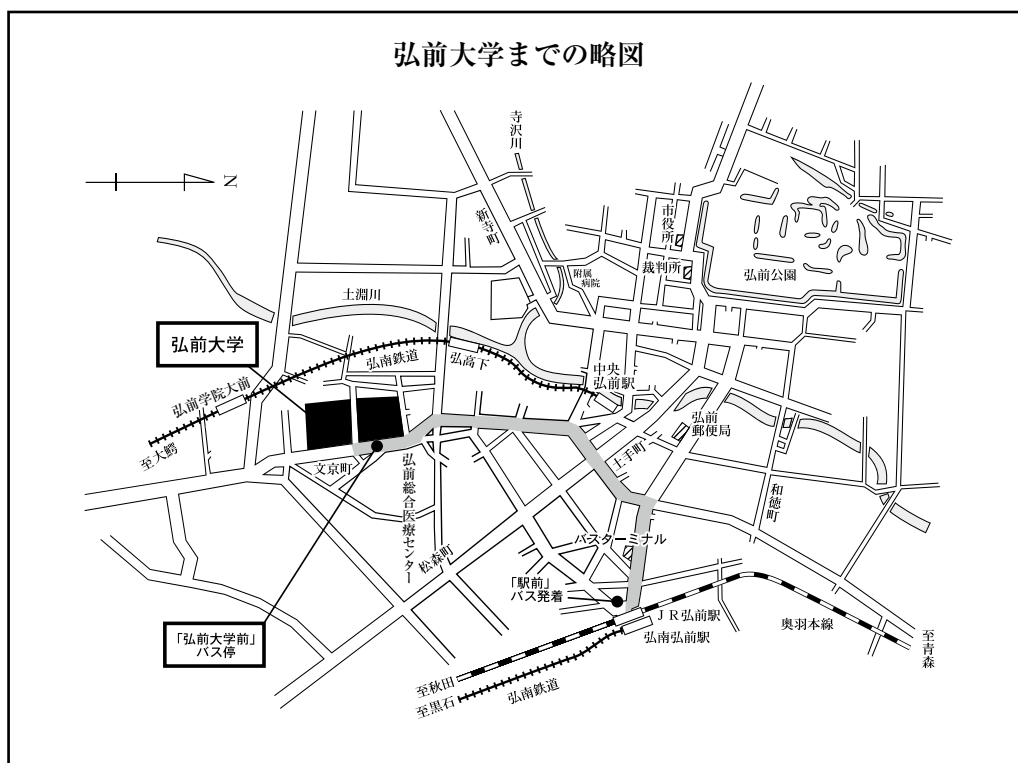 弘前大学までの略図
寺沢川
N
新寺町
市役所
裁判所
附属
病院
弘前公園
土淵川
弘前大学
弘南鉄道
弘高下
中央
弘前駅
弘前学院大前
至大鰐
弘前
郵便局
土手町
文京町
弘前総合医療センター
和徳町
松森町
バスターミナル
「駅前」
バス発着
JR弘前駅
弘南弘前駅
奥羽本線
至青森
「弘前大学前」
バス停
至秋田
至黒石
弘南鉄道